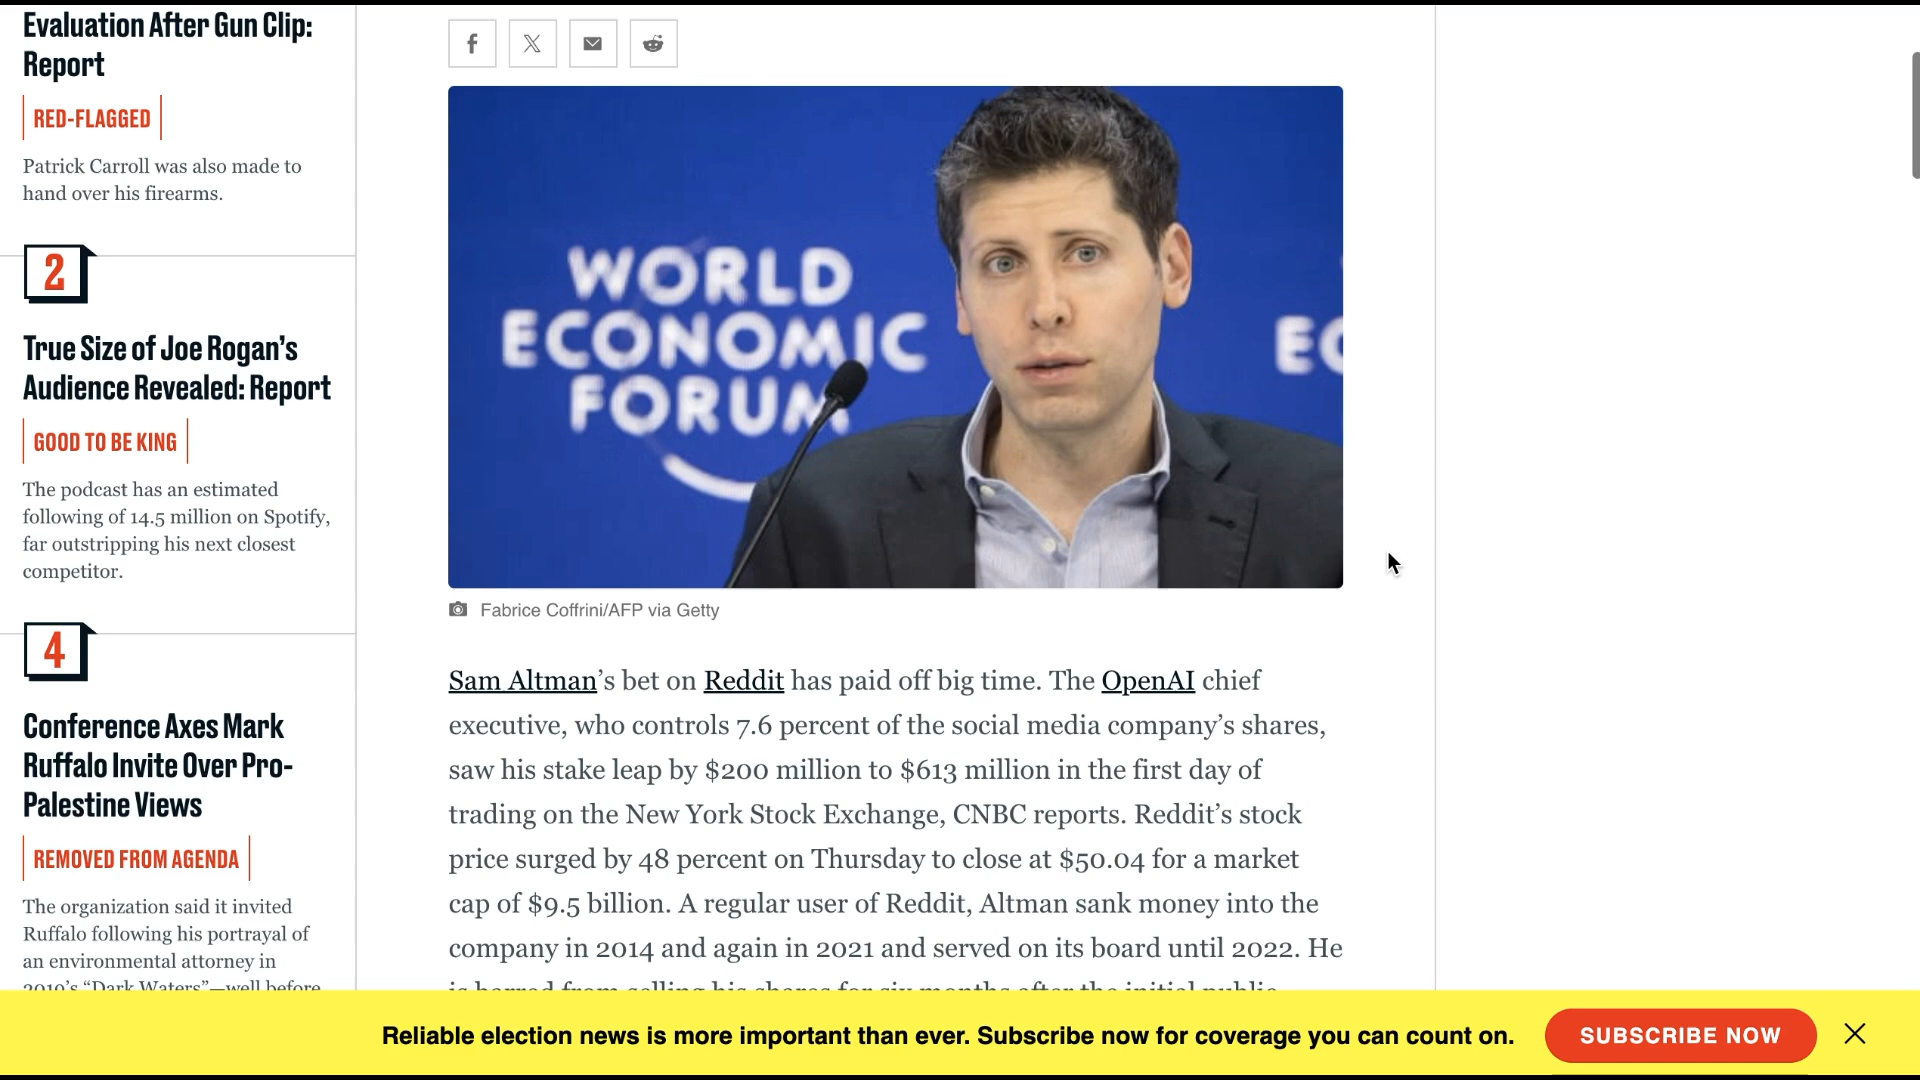 Evaluation After Gun Clip:
Report
RED-FLAGGED
Patrick Carroll was also made to
hand over his firearms.
2
True Size of Joe Rogan’s
Audience Revealed: Report
GOOD TO BE KING
The podcast has an estimated
following of 14.5 million on Spotify,
far outstripping his next closest
competitor.
4
Conference Axes Mark
Ruffalo Invite Over Pro-
Palestine Views
REMOVED FROM AGENDA
The organization said it invited
Ruffalo following his portrayal of
an environmental attorney in
2019’s “Dark Waters”—well before
WORLD
ECONOMIC
FORUM
EC
Fabrice Coffrini/AFP via Getty
Sam Altman’s bet on Reddit has paid off big time. The OpenAI chief
executive, who controls 7.6 percent of the social media company’s shares,
saw his stake leap by $200 million to $613 million in the first day of
trading on the New York Stock Exchange, CNBC reports. Reddit’s stock
price surged by 48 percent on Thursday to close at $50.04 for a market
cap of $9.5 billion. A regular user of Reddit, Altman sank money into the
company in 2014 and again in 2021 and served on its board until 2022. He
is barred from selling his shares for six months after the initial public
Reliable election news is more important than ever. Subscribe now for coverage you can count on.
SUBSCRIBE NOW